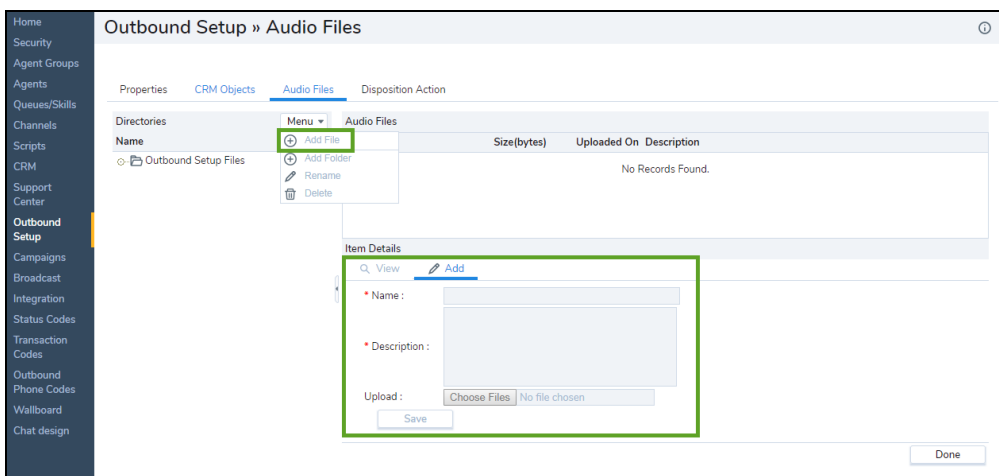 Home
Security
Agent Groups
Agents
Queues/Skills
Channels
Scripts
CRM
Support
Center
Outbound
Setup
Campaigns
Broadcast
Integration
Status Codes
Transaction
Codes
Outbound
Phone Codes
Wallboard
Chat design
Outbound Setup » Audio Files
Properties CRM Objects Audio Files Disposition Action
Directories Menu Audio Files
Name Add File Size(bytes) Uploaded On Description
Outbound Setup Files Add Folder No Records Found.
Rename
Delete
Item Details
View Add
* Name :
* Description :
Upload : Choose Files No file chosen
Save
Done